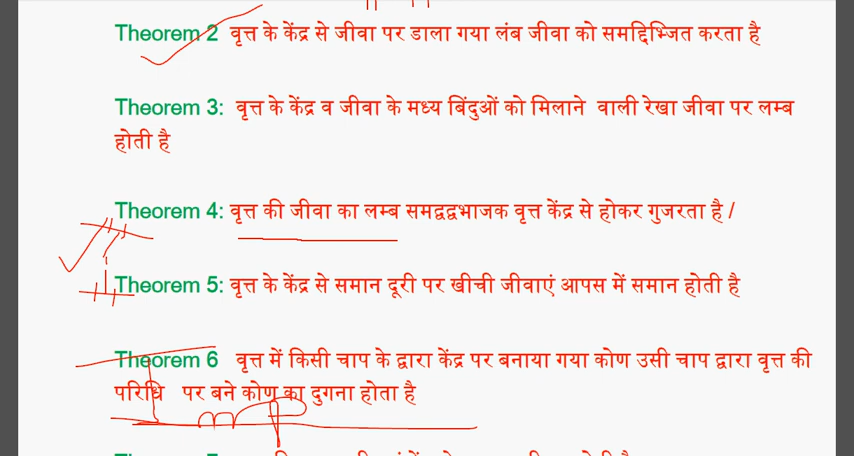 Theorem 2 वृत्त के केंद्र से जीवा पर डाला गया लंब जीवा को समद्दिभ्जित करता है
Theorem 3: वृत्त के केंद्र व जीवा के मध्य बिंदुओं को मिलाने वाली रेखा जीवा पर लम्ब
होती है
Theorem 4: वृत्त की जीवा का लम्ब समद्वद्वभाजक वृत्त केंद्र से होकर गुजरता है /
Theorem 5: वृत्त के केंद्र से समान दूरी पर खीची जीवाएं आपस में समान होती है
Theorem 6 वृत्त में किसी चाप के द्वारा केंद्र पर बनाया गया कोण उसी चाप द्वारा वृत्त की
परिधि पर बने कोण का दुगना होता है